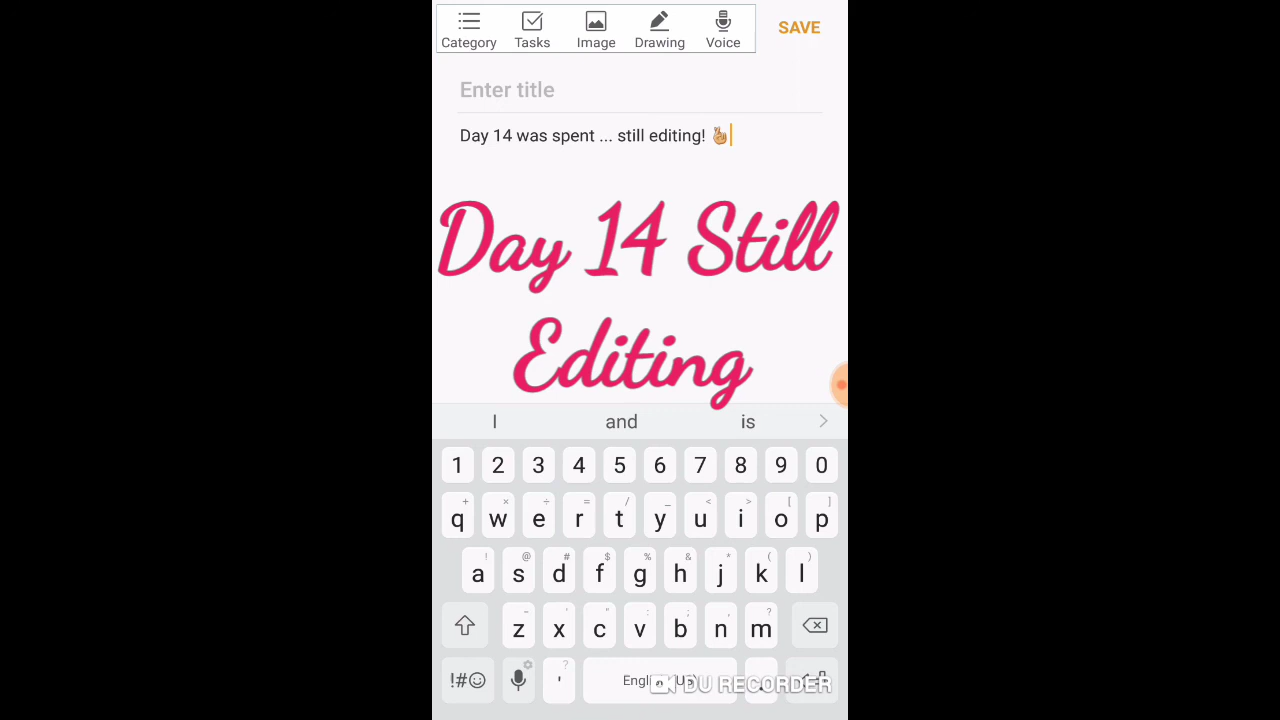 Category Tasks Image Drawing Voice SAVE
Enter title
Day 14 was spent ... still editing! 🤞🏼
Day 14 Still
Editing
I and is >
1 2 3 4 5 6 7 8 9 0
+ × ÷ = / _ < > [ ]
q w e r t y u i o p
! @ # $ % & * ( )
a s d f g h j k l
- ' " : ; , ?
z x c v b n m
!#☺ ?
' DU RECORDER